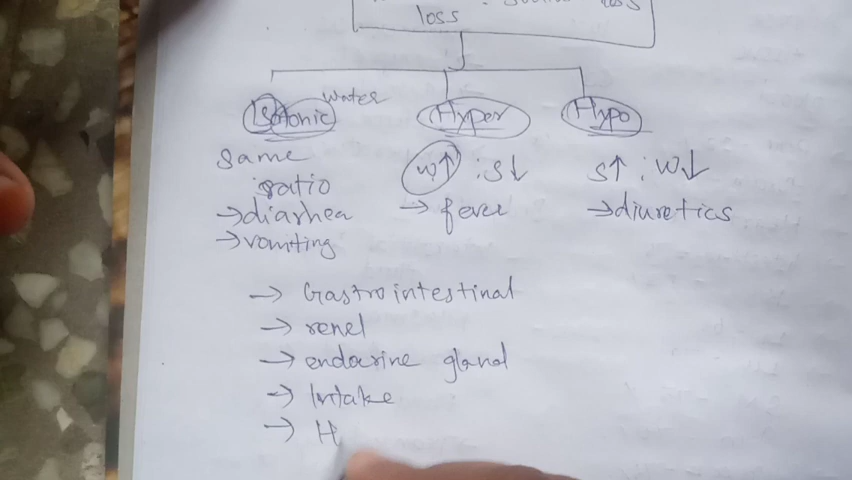 loss
water
Isotonic Hyper Hypo
same w↑ : s↓ s↑ : w↓
: ratio
→ diarhea → fever → diuretics
→ vomiting
→ Gastrointestinal
→ renel
→ endocrine gland
→ Intake
→ H